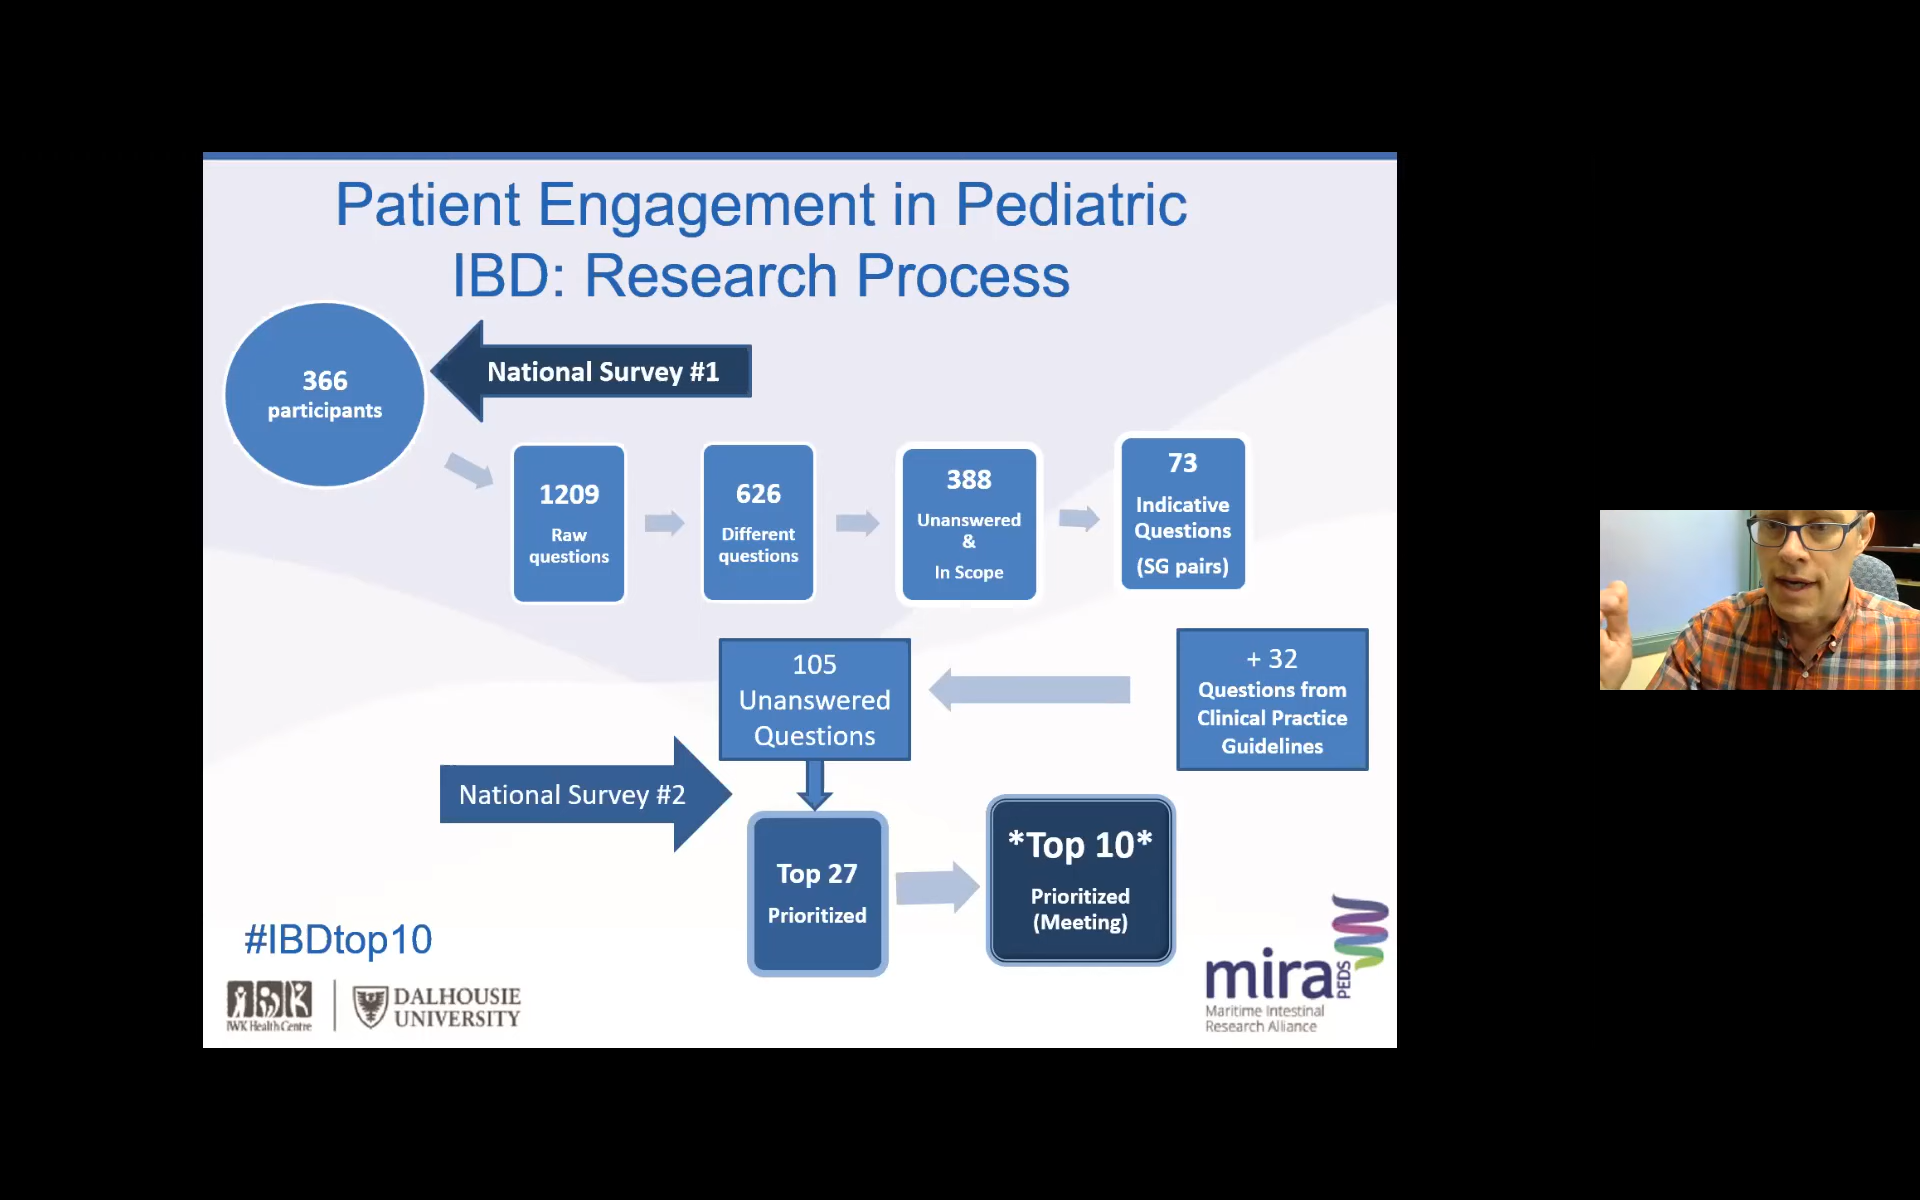 Patient Engagement in Pediatric
IBD: Research Process
366
participants
National Survey #1
1209
Raw
questions
626
Different
questions
388
Unanswered
&
In Scope
73
Indicative
Questions
(SG pairs)
+ 32
Questions from
Clinical Practice
Guidelines
105
Unanswered
Questions
National Survey #2
Top 27
Prioritized
*Top 10*
Prioritized
(Meeting)
#IBDtop10
IWK
IWK Health Centre
DALHOUSIE
UNIVERSITY
mira
PEDS
Maritime Intestinal
Research Alliance